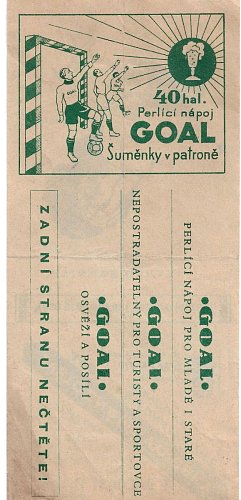 40 hal.
Perlící nápoj
GOAL
Šuměnky v patroně
PERLÍCÍ NÁPOJ PRO MLADÉ I STARÉ
•GOAL•
NEPOSTRADATELNÝ PRO TURISTY A SPORTOVCE
•GOAL•
OSVĚŽÍ A POSÍLÍ
•GOAL•
ZADNÍ STRANU NEČTĚTE!